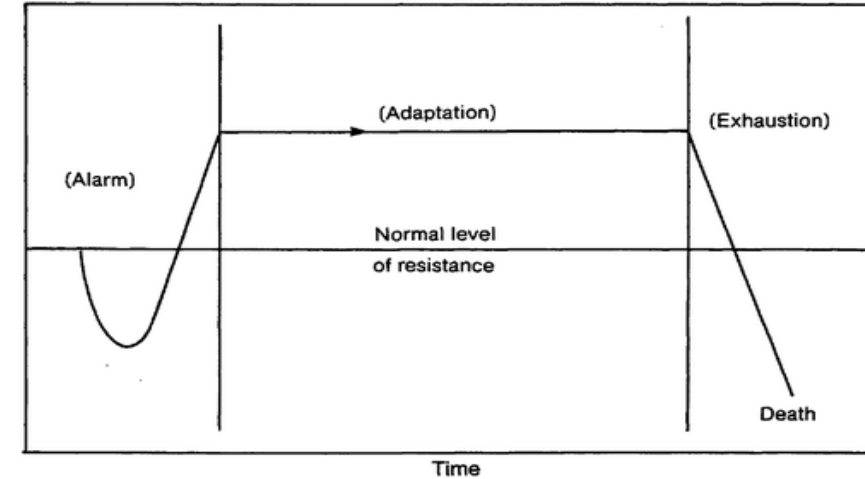 (Adaptation)
(Exhaustion)
(Alarm)
Normal level
of resistance
Death
Time